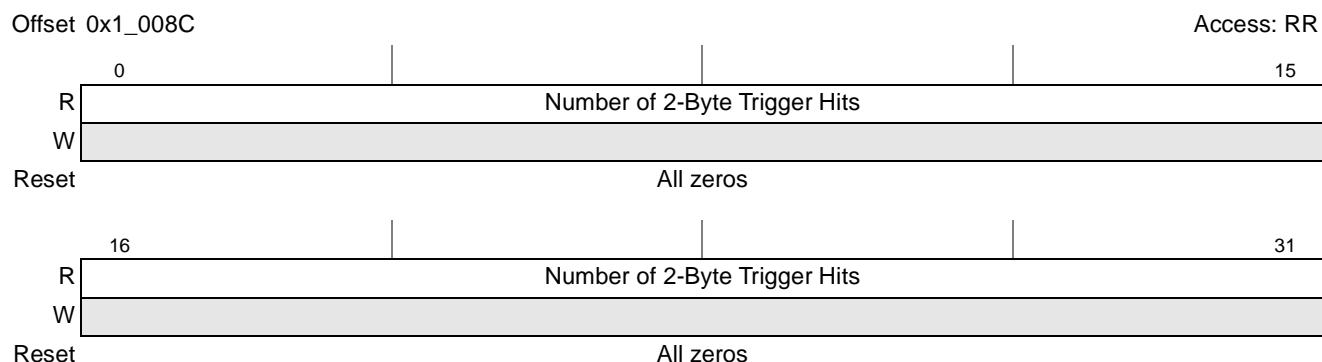 Offset 0x1_008C Access: RR
0 15
R Number of 2-Byte Trigger Hits
W
Reset All zeros
16 31
R Number of 2-Byte Trigger Hits
W
Reset All zeros